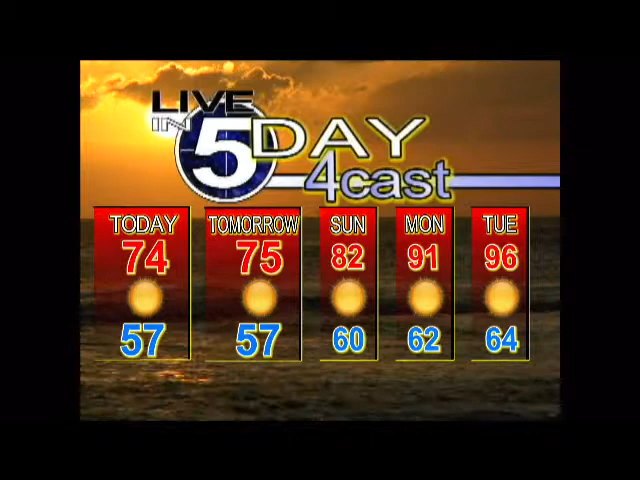 LIVE
IN 5 DAY
4cast
TODAY TOMORROW SUN MON TUE
74 75 82 91 96
57 57 60 62 64